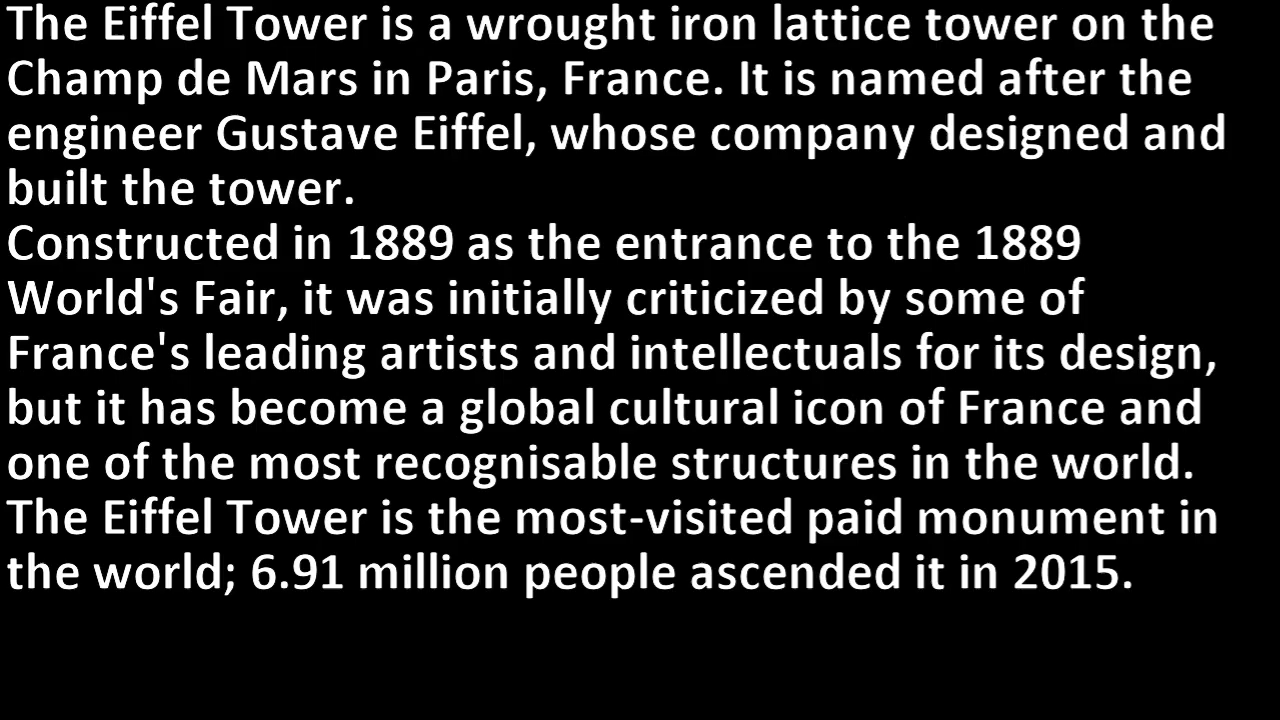 The Eiffel Tower is a wrought iron lattice tower on the
Champ de Mars in Paris, France. It is named after the
engineer Gustave Eiffel, whose company designed and
built the tower.
Constructed in 1889 as the entrance to the 1889
World's Fair, it was initially criticized by some of
France's leading artists and intellectuals for its design,
but it has become a global cultural icon of France and
one of the most recognisable structures in the world.
The Eiffel Tower is the most-visited paid monument in
the world; 6.91 million people ascended it in 2015.